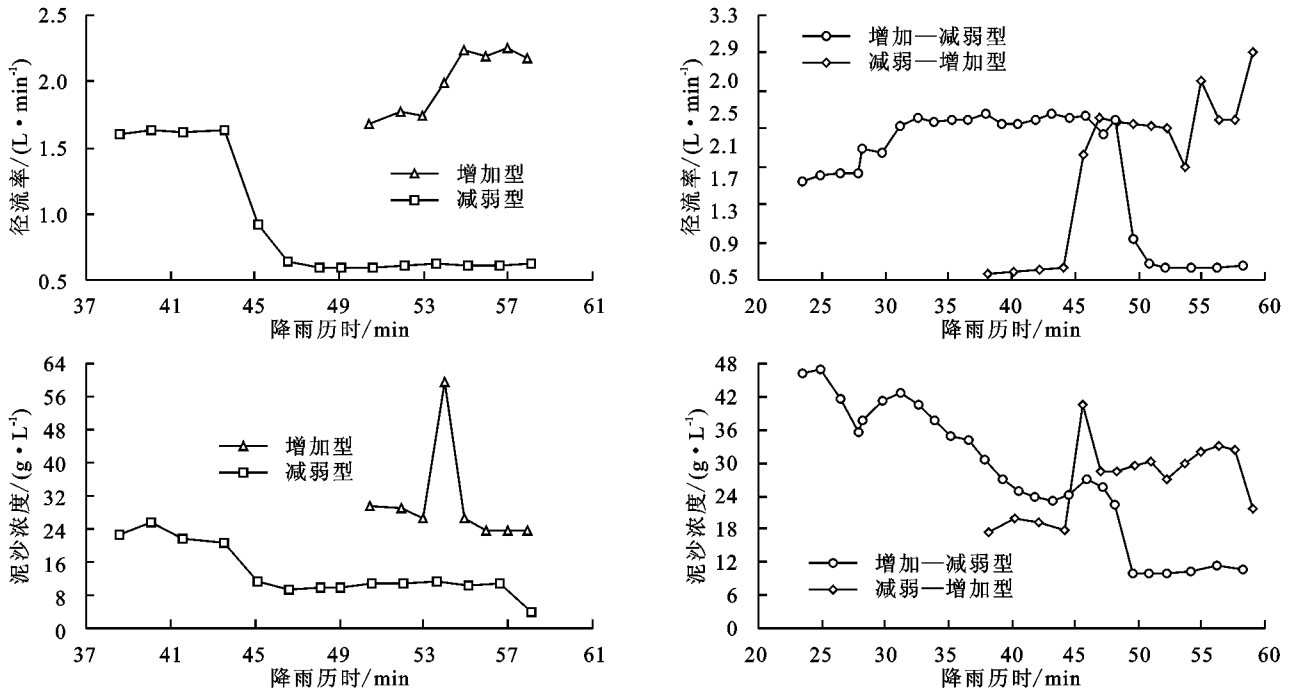 2.5
2.0
1.5
1.0
0.5
径流率/(L·min⁻¹)
增加型
减弱型
37 41 45 49 53 57 61
降雨历时/min
3.3
2.9
2.0
2.5
2.1
1.7
1.3
0.9
0.5
径流率/(L·min⁻¹)
增加—减弱型
减弱—增加型
20 25 30 35 40 45 50 55 60
降雨历时/min
64
56
48
40
32
24
16
8
0
泥沙浓度/(g·L⁻¹)
增加型
减弱型
37 41 45 49 53 57 61
降雨历时/min
48
42
36
30
24
18
12
6
0
泥沙浓度/(g·L⁻¹)
增加—减弱型
减弱—增加型
20 25 30 35 40 45 50 55 60
降雨历时/min